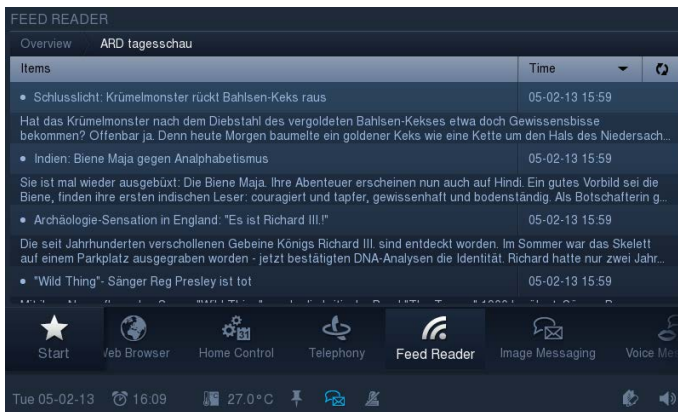 FEED READER
Overview ARD tagesschau
Items Time
• Schlusslicht: Krümelmonster rückt Bahlsen-Keks raus 05-02-13 15:59
Hat das Krümelmonster nach dem Diebstahl des vergoldeten Bahlsen-Kekses etwa doch Gewissensbisse
bekommen? Offenbar ja. Denn heute Morgen baumelte ein goldener Keks wie eine Kette um den Hals des Niedersach...
• Indien: Biene Maja gegen Analphabetismus 05-02-13 15:59
Sie ist mal wieder ausgebüxt: Die Biene Maja. Ihre Abenteuer erscheinen nun auch auf Hindi. Ein gutes Vorbild sei die
Biene, finden ihre ersten indischen Leser: couragiert und tapfer, gewissenhaft und bodenständig. Als Botschafterin g...
• Archäologie-Sensation in England: "Es ist Richard III.!" 05-02-13 15:59
Die seit Jahrhunderten verschollenen Gebeine Königs Richard III. sind entdeckt worden. Im Sommer war das Skelett
auf einem Parkplatz ausgegraben worden - jetzt bestätigten DNA-Analysen die Identität. Richard hatte nur zwei Jahr...
• "Wild Thing"- Sänger Reg Presley ist tot 05-02-13 15:59
Start Web Browser Home Control Telephony Feed Reader Image Messaging Voice Me
Tue 05-02-13 16:09 27.0°C